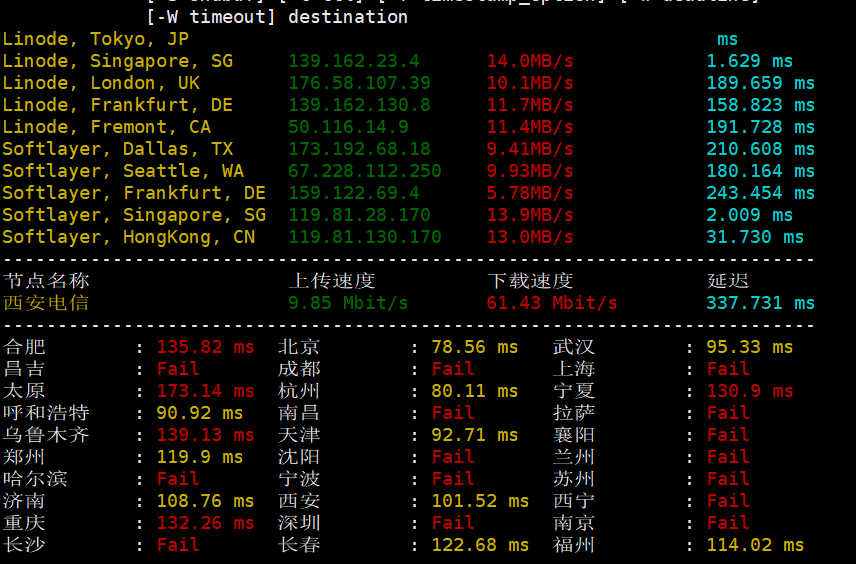 [-W timeout] destination
Linode, Tokyo, JP ms
Linode, Singapore, SG 139.162.23.4 14.0MB/s 1.629 ms
Linode, London, UK 176.58.107.39 10.1MB/s 189.659 ms
Linode, Frankfurt, DE 139.162.130.8 11.7MB/s 158.823 ms
Linode, Fremont, CA 50.116.14.9 11.4MB/s 191.728 ms
Softlayer, Dallas, TX 173.192.68.18 9.41MB/s 210.608 ms
Softlayer, Seattle, WA 67.228.112.250 9.93MB/s 180.164 ms
Softlayer, Frankfurt, DE 159.122.69.4 5.78MB/s 243.454 ms
Softlayer, Singapore, SG 119.81.28.170 13.9MB/s 2.009 ms
Softlayer, HongKong, CN 119.81.130.170 13.0MB/s 31.730 ms
--------------------------------------------------------------------------
节点名称 上传速度 下载速度 延迟
西安电信 9.85 Mbit/s 61.43 Mbit/s 337.731 ms
--------------------------------------------------------------------------
合肥 : 135.82 ms 北京 : 78.56 ms 武汉 : 95.33 ms
昌吉 : Fail 成都 : Fail 上海 : Fail
太原 : 173.14 ms 杭州 : 80.11 ms 宁夏 : 130.9 ms
呼和浩特 : 90.92 ms 南昌 : Fail 拉萨 : Fail
乌鲁木齐 : 139.13 ms 天津 : 92.71 ms 襄阳 : Fail
郑州 : 119.9 ms 沈阳 : Fail 兰州 : Fail
哈尔滨 : Fail 宁波 : Fail 苏州 : Fail
济南 : 108.76 ms 西安 : 101.52 ms 西宁 : Fail
重庆 : 132.26 ms 深圳 : Fail 南京 : Fail
长沙 : Fail 长春 : 122.68 ms 福州 : 114.02 ms